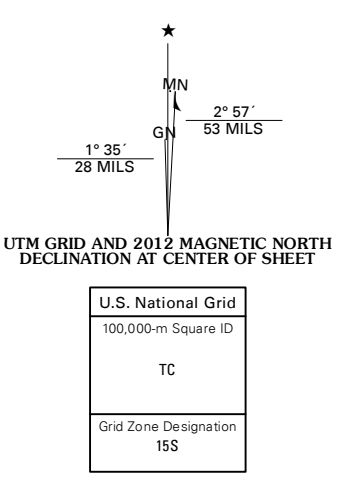 ★
MN
2° 57´
53 MILS
GN
1° 35´
28 MILS
UTM GRID AND 2012 MAGNETIC NORTH
DECLINATION AT CENTER OF SHEET
U.S. National Grid
100,000-m Square ID
TC
Grid Zone Designation
15S